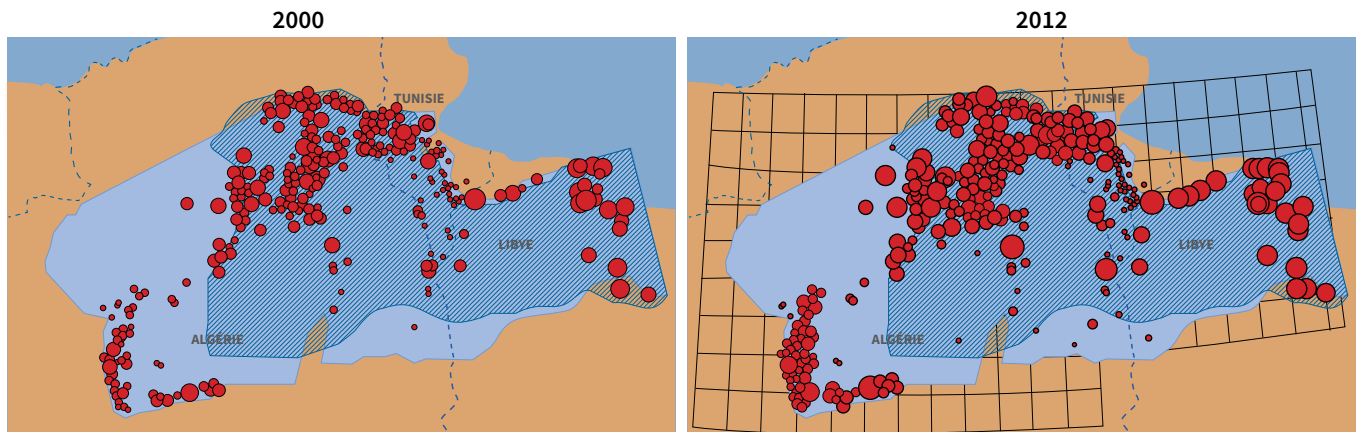 2000
2012
TUNISIE
TUNISIE
LIBYE
LIBYE
ALGÉRIE
ALGÉRIE